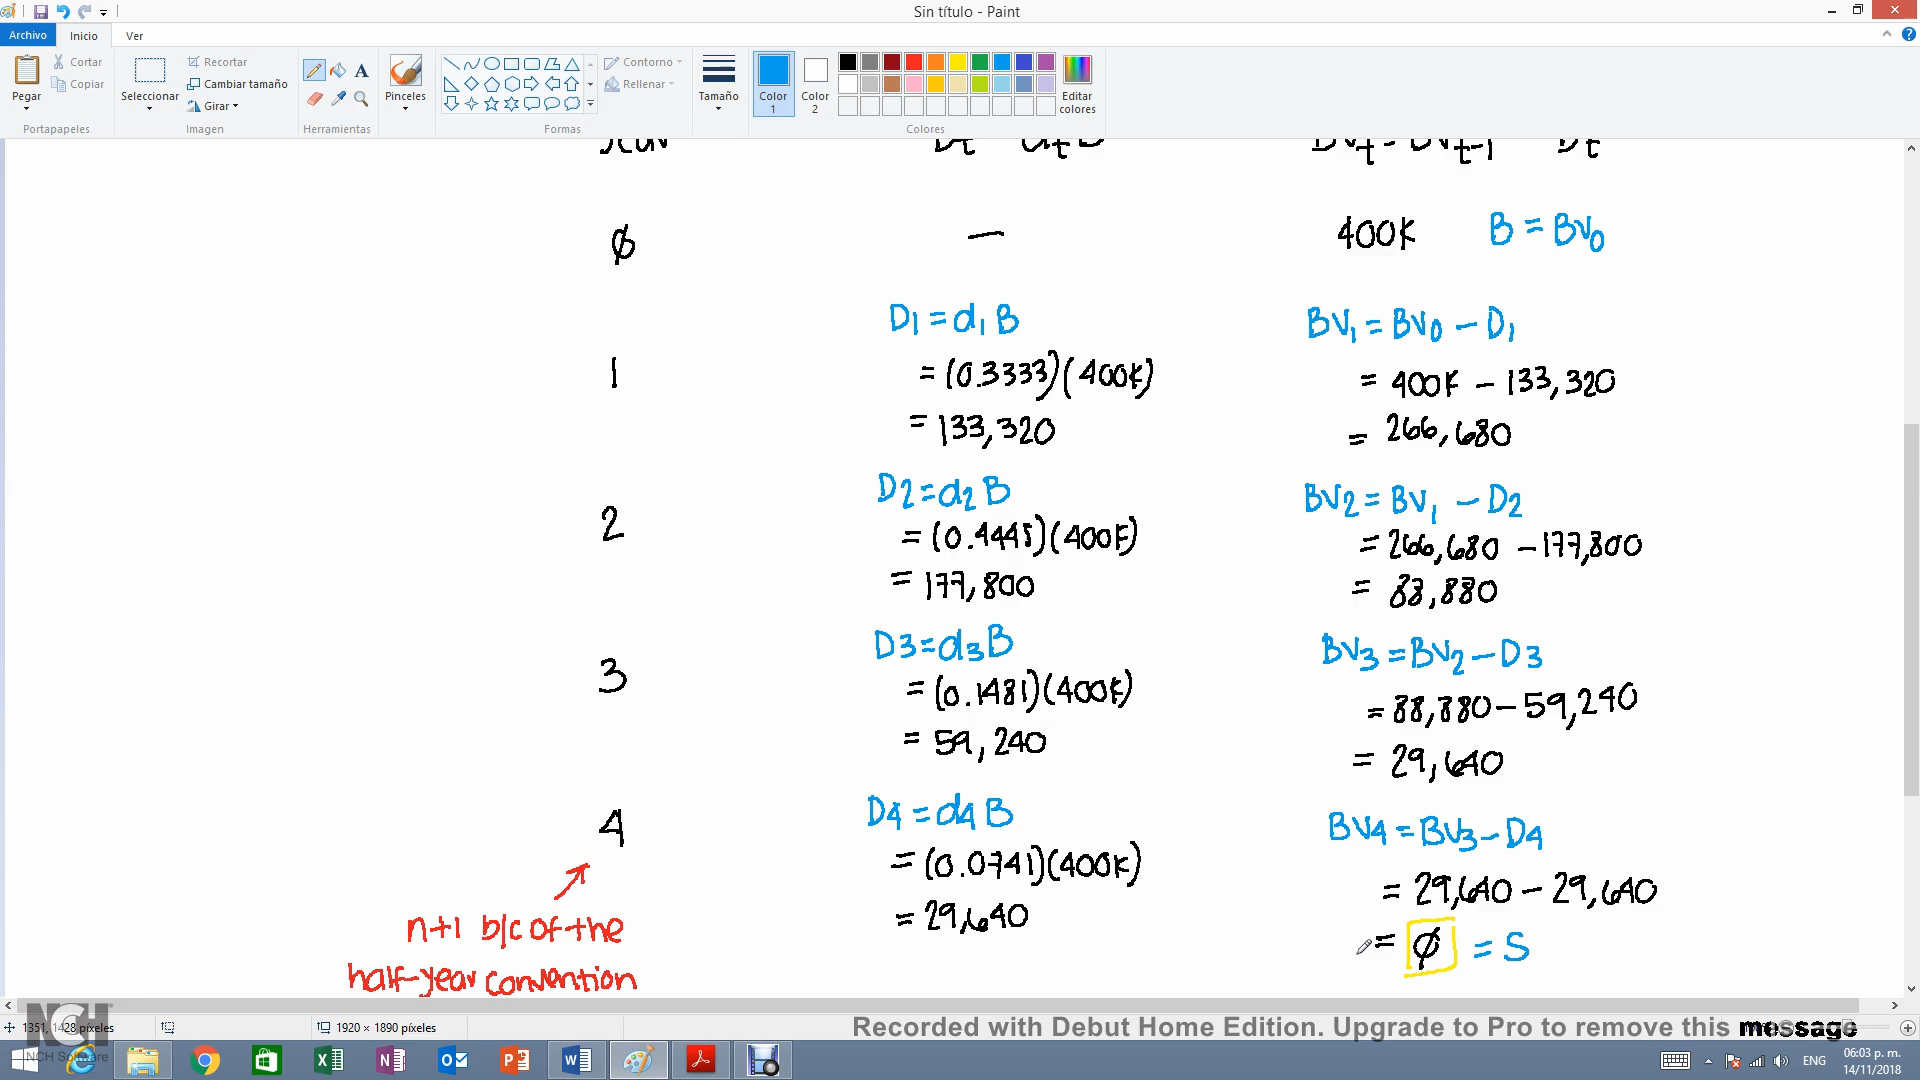 Sin título - Paint
Archivo Inicio Ver
Pegar Cortar Copiar
Portapapeles
Seleccionar Recortar Cambiar tamaño Girar
Imagen
Herramientas
Pinceles
Contorno Rellenar
Formas
Tamaño
Color 1 Color 2 Editar colores
Colores
Ø — 400K B = BV0
D1 = d1 B BV1 = BV0 - D1
1 = (0.3333)(400K) = 400K - 133,320
= 133,320 = 266,680
D2 = d2 B BV2 = BV1 - D2
2 = (0.4445)(400K) = 266,680 - 177,800
= 177,800 = 88,880
D3 = d3 B BV3 = BV2 - D3
3 = (0.1481)(400K) = 88,880 - 59,240
= 59,240 = 29,640
D4 = d4 B BV4 = BV3 - D4
4 = (0.0741)(400K) = 29,640 - 29,640
= 29,640 = Ø = S
n+1 b/c of the
half-year convention
NCH
NCH Software
1351, 1428 píxeles 1920 × 1890 píxeles
Recorded with Debut Home Edition. Upgrade to Pro to remove this message
ENG 06:03 p. m.
14/11/2018